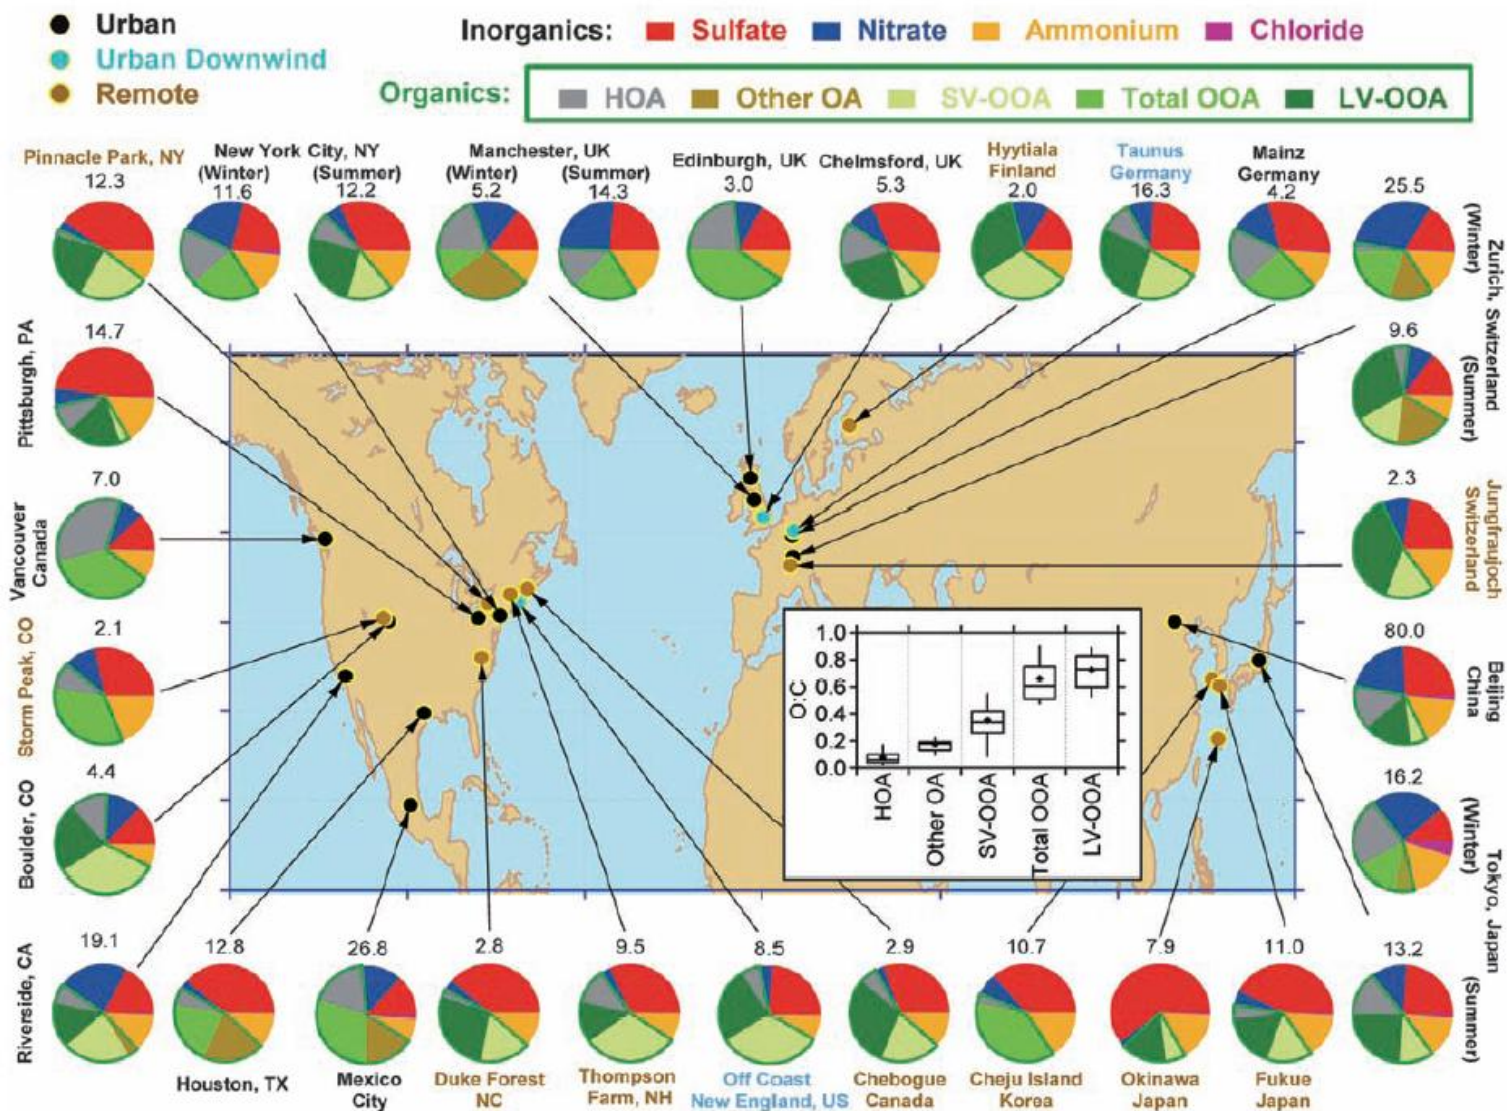 Urban
Urban Downwind
Remote
Inorganics: Sulfate Nitrate Ammonium Chloride
Organics: HOA Other OA SV-OOA Total OOA LV-OOA
Pinnacle Park, NY
12.3
New York City, NY
(Winter) (Summer)
11.6 12.2
Manchester, UK
(Winter) (Summer)
5.2 14.3
Edinburgh, UK
3.0
Chelmsford, UK
5.3
Hyytiala
Finland
2.0
Taunus
Germany
16.3
Mainz
Germany
4.2
25.5
Zurich, Switzerland
(Winter)
(Summer)
9.6
Pittsburgh, PA
14.7
Vancouver
Canada
7.0
Storm Peak, CO
2.1
Boulder, CO
4.4
Riverside, CA
19.1
Jungfraujoch
Switzerland
2.3
Beijing
China
80.0
Tokyo, Japan
(Winter)
16.2
(Summer)
13.2
O:C
1.0
0.8
0.6
0.4
0.2
0.0
HOA
Other OA
SV-OOA
Total OOA
LV-OOA
12.8
Houston, TX
26.8
Mexico
City
2.8
Duke Forest
NC
9.5
Thompson
Farm, NH
8.5
Off Coast
New England, US
2.9
Chebogue
Canada
10.7
Cheju Island
Korea
7.9
Okinawa
Japan
11.0
Fukue
Japan